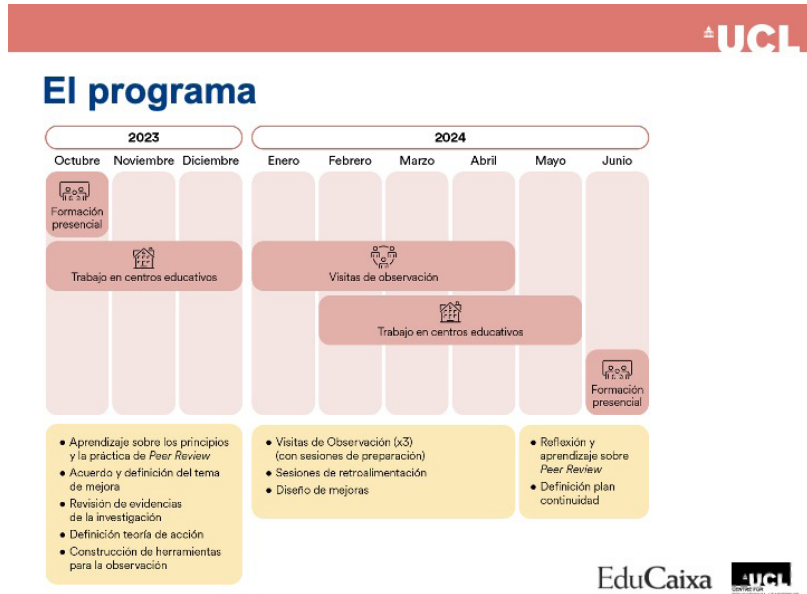 UCL
El programa
2023
2024
Octubre Noviembre Diciembre Enero Febrero Marzo Abril Mayo Junio
Formación
presencial
Trabajo en centros educativos
Visitas de observación
Trabajo en centros educativos
Formación
presencial
● Aprendizaje sobre los principios
y la práctica de Peer Review
● Acuerdo y definición del tema
de mejora
● Revisión de evidencias
de la investigación
● Definición teoría de acción
● Construcción de herramientas
para la observación
● Visitas de Observación (x3)
(con sesiones de preparación)
● Sesiones de retroalimentación
● Diseño de mejoras
● Reflexión y
aprendizaje sobre
Peer Review
● Definición plan
continuidad
EduCaixa
UCL
CENTRE FOR